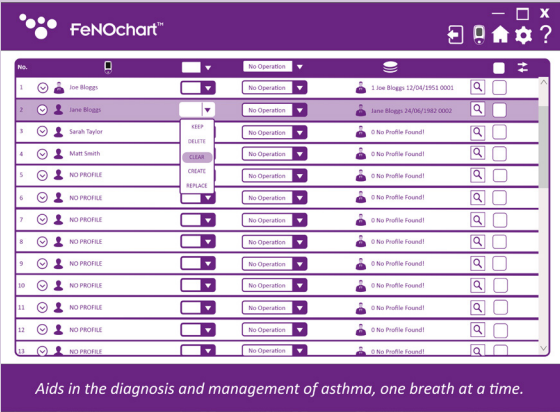 FeNOchart™
?
No. No Operation
1 Joe Bloggs No Operation 1 Joe Bloggs 12/04/1951 0001
2 Jane Bloggs No Operation Jane Bloggs 24/06/1982 0002
3 Sarah Taylor KEEP No Operation 0 No Profile Found!
DELETE
4 Matt Smith CLEAR No Operation 0 No Profile Found!
5 NO PROFILE CREATE No Operation 0 No Profile Found!
REPLACE
6 NO PROFILE No Operation 0 No Profile Found!
7 NO PROFILE No Operation 0 No Profile Found!
8 NO PROFILE No Operation 0 No Profile Found!
9 NO PROFILE No Operation 0 No Profile Found!
10 NO PROFILE No Operation 0 No Profile Found!
11 NO PROFILE No Operation 0 No Profile Found!
12 NO PROFILE No Operation 0 No Profile Found!
13 NO PROFILE No Operation 0 No Profile Found!
Aids in the diagnosis and management of asthma, one breath at a time.